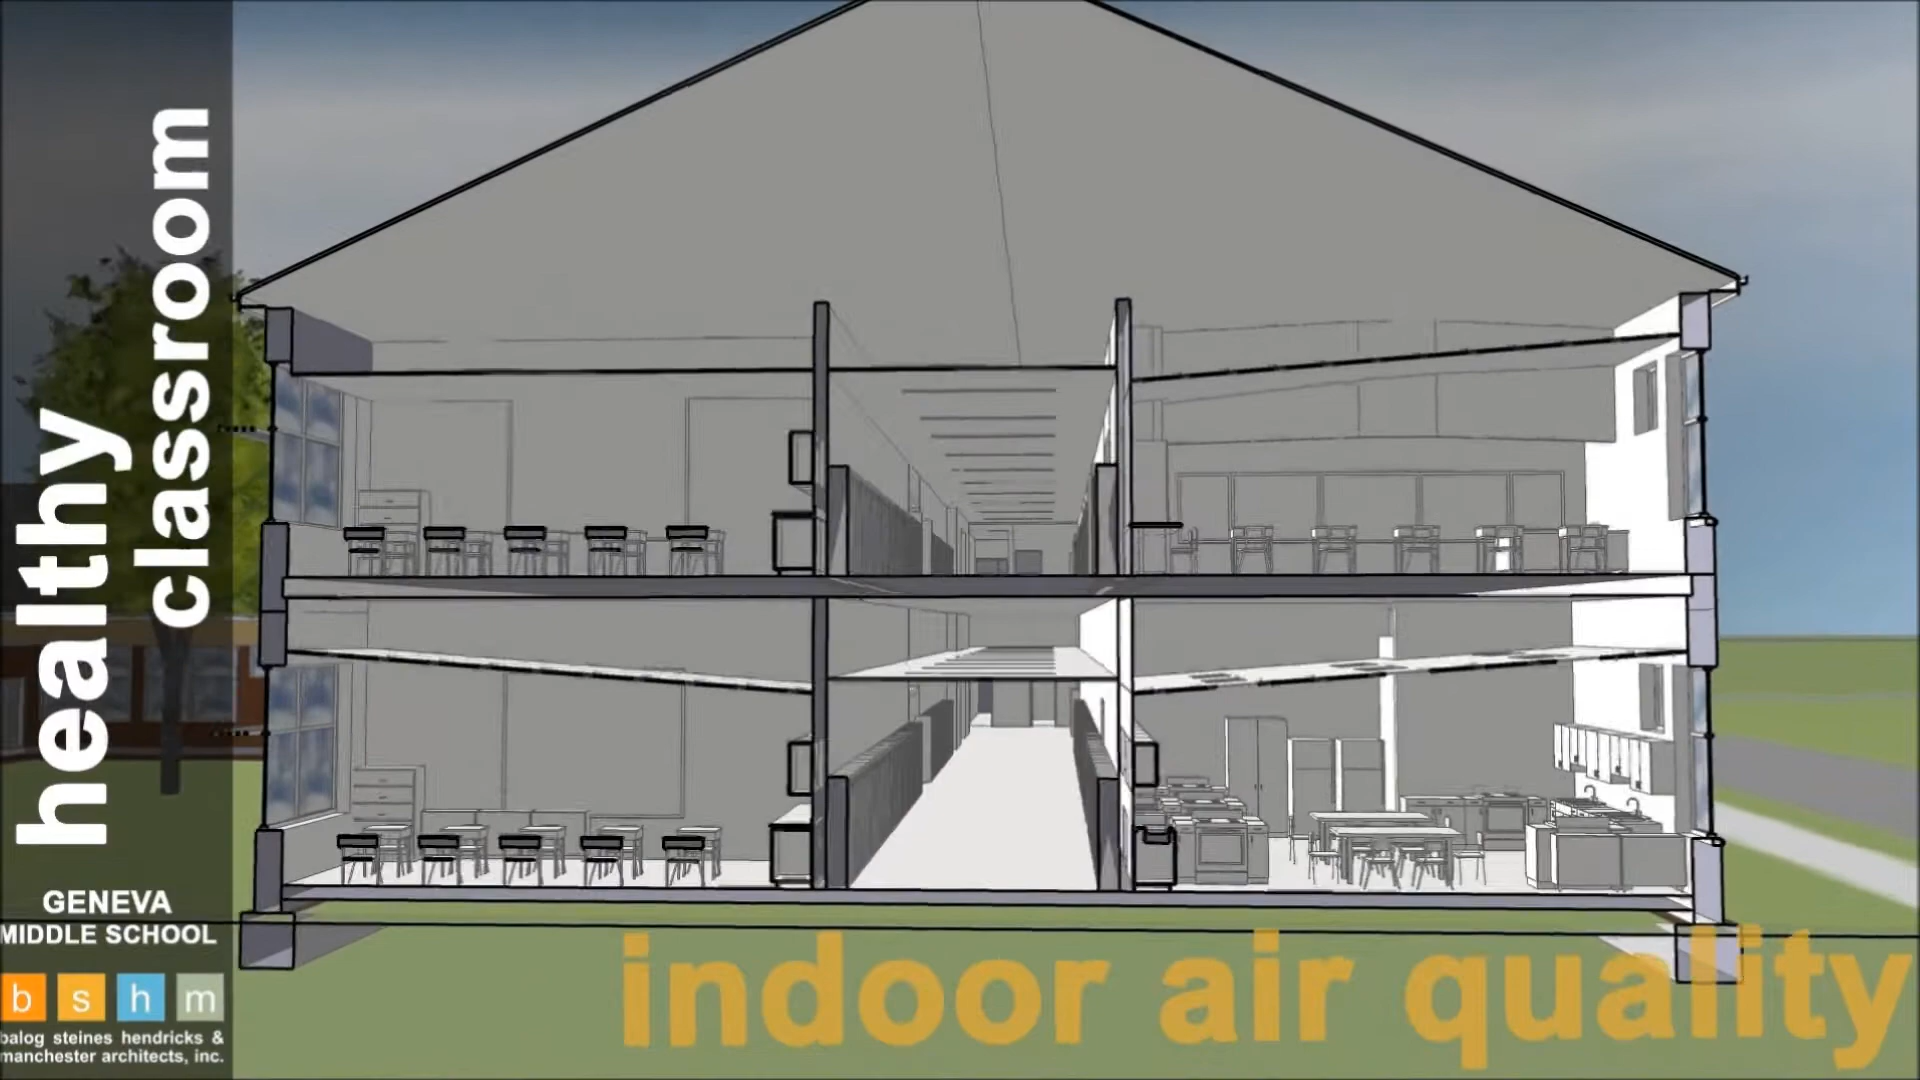 healthy
classroom
GENEVA
MIDDLE SCHOOL
b s h m
balog steines hendricks &
manchester architects, inc.
indoor air quality